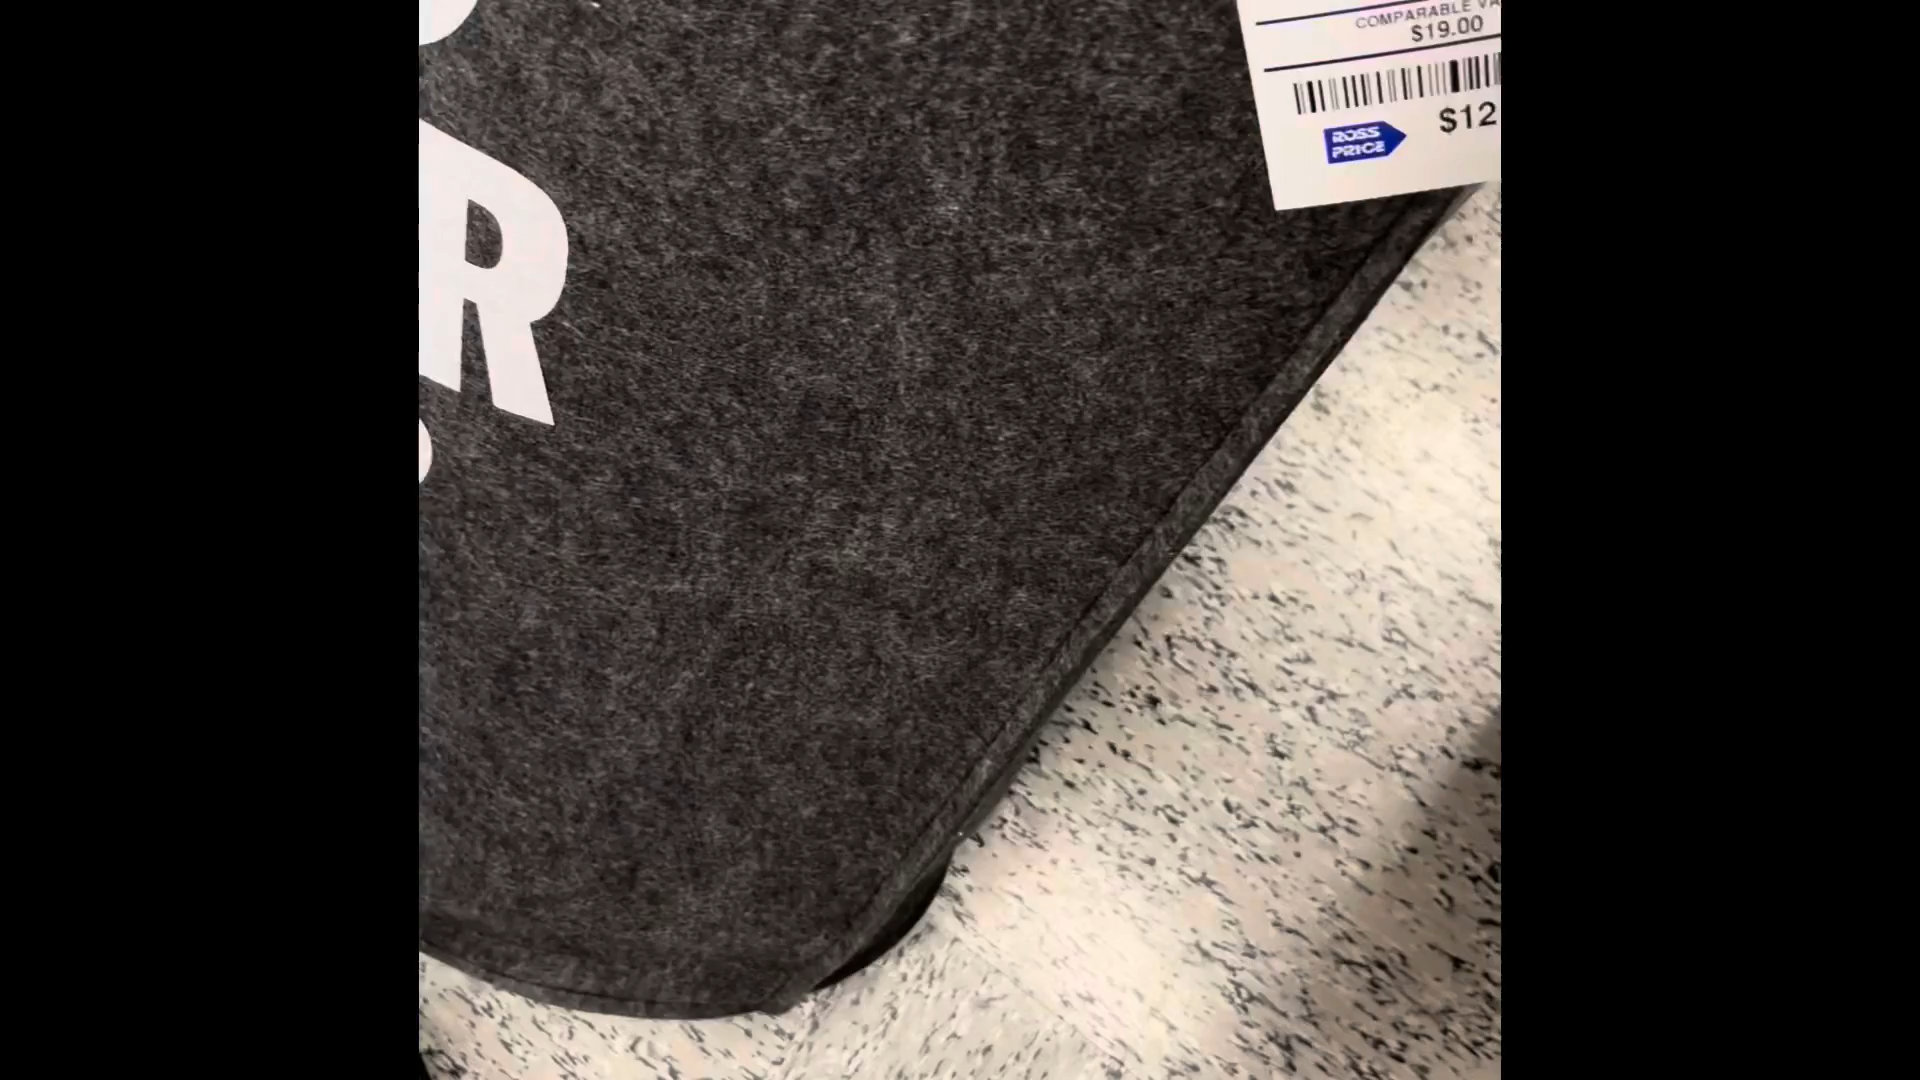 COMPARABLE VA
$19.00
$12
ROSS
PRICE
R